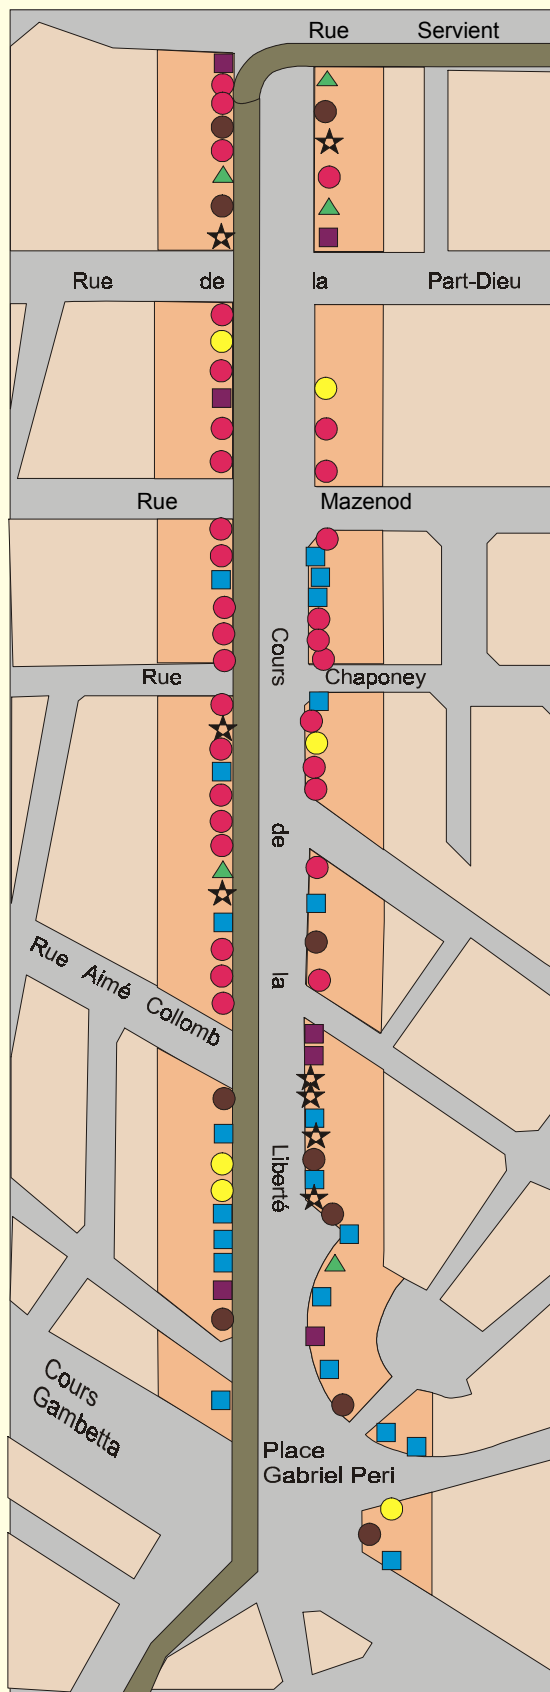 Rue Servient
Rue de la Part-Dieu
Rue Mazenod
Rue Chaponey
Cours de la Liberté
Rue Aimé Collomb
Cours
Gambetta
Place
Gabriel Peri